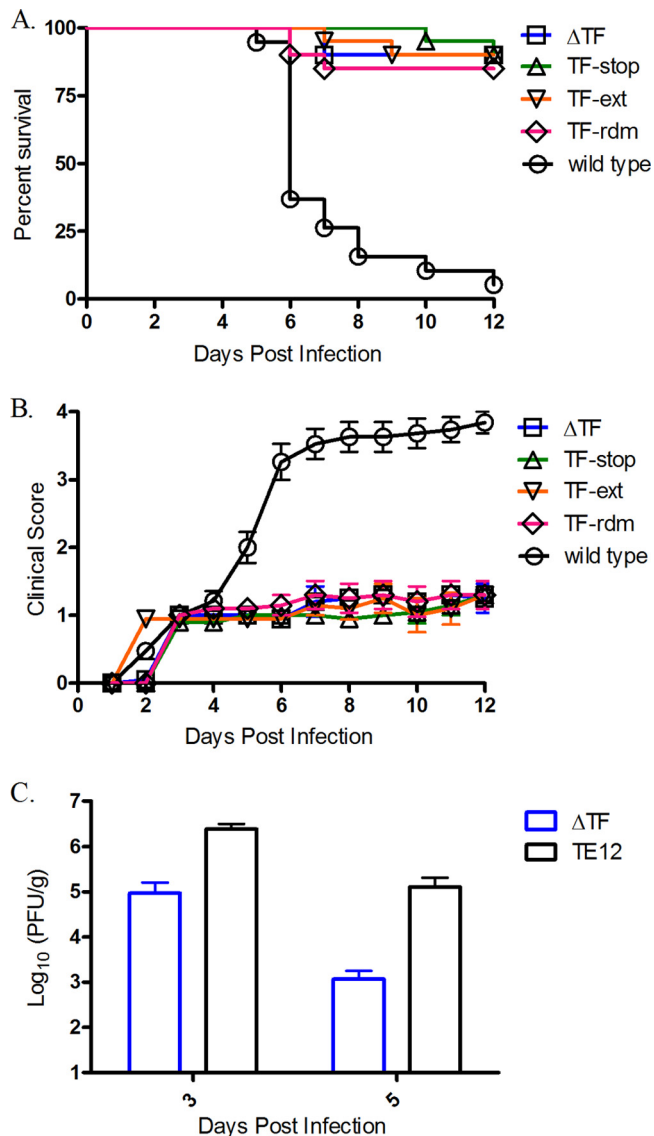 A.
100
75
50
25
0
Percent survival
0 2 4 6 8 10 12
Days Post Infection
ΔTF
TF-stop
TF-ext
TF-rdm
wild type
B.
4
3
2
1
0
Clinical Score
0 2 4 6 8 10 12
Days Post Infection
ΔTF
TF-stop
TF-ext
TF-rdm
wild type
C.
7
6
5
4
3
2
1
Log₁₀ (PFU/g)
3 5
Days Post Infection
ΔTF
TE12